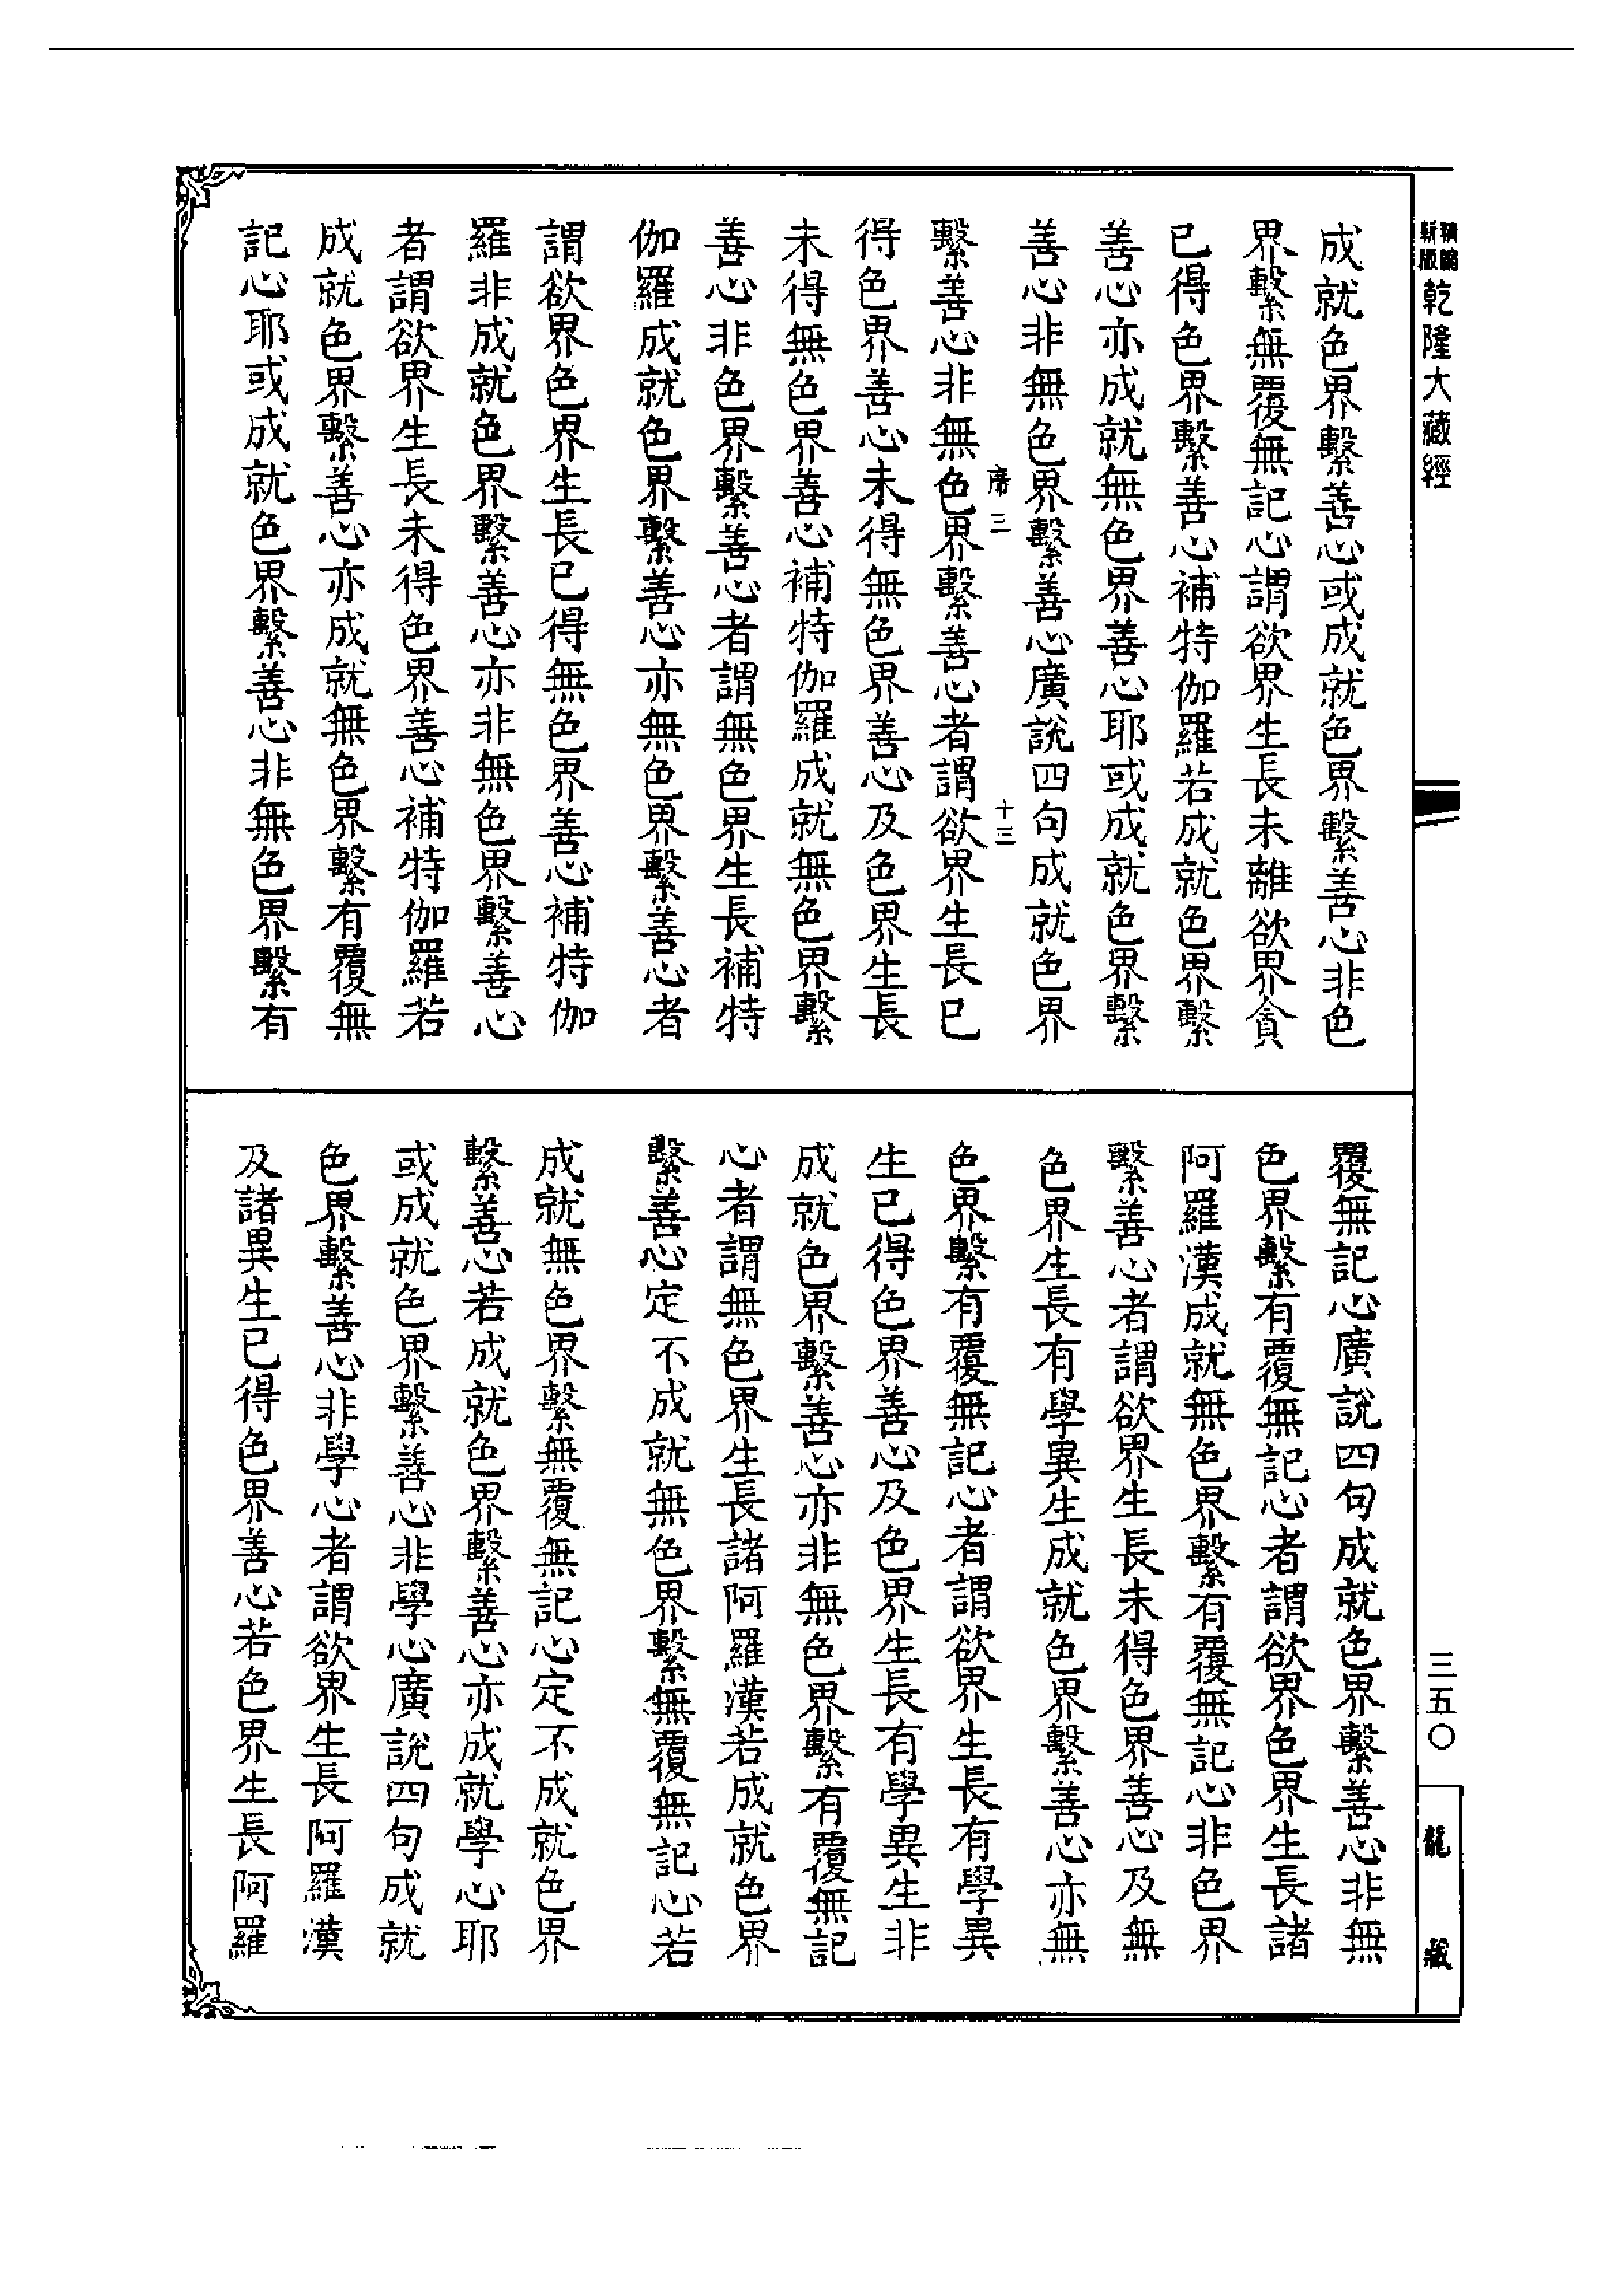 新版
精縮
乾隆大藏經
成就色界繫善心或成就色界繫善心非色
界繫無覆無記心謂欲界生長未離欲界貪
已得色界繫善心補特伽羅若成就色界繫
善心亦成就無色界善心耶或成就色界繫
善心非無色界繫善心廣說四句成就色界
席三
十三
繫善心非無色界繫善心者謂欲界生長已
得色界善心未得無色界善心及色界生長
未得無色界善心補特伽羅成就無色界繫
善心非色界繫善心者謂無色界生長補特
伽羅成就色界繫善心亦無色界繫善心者
謂欲界色界生長已得無色界善心補特伽
羅非成就色界繫善心亦非無色界繫善心
者謂欲界生長未得色界善心補特伽羅若
成就色界繫善心亦成就無色界繫有覆無
記心耶或成就色界繫善心非無色界繫有
覆無記心廣說四句成就色界繫善心非無
色界繫有覆無記心者謂欲界色界生長諸
阿羅漢成就無色界繫有覆無記心非色界
繫善心者謂欲界生長未得色界善心及無
色界生長有學異生成就色界繫善心亦無
色界繫有覆無記心者謂欲界生長有學異
生已得色界善心及色界生長有學異生非
成就色界繫善心亦非無色界繫有覆無記
心者謂無色界生長諸阿羅漢若成就色界
繫善心定不成就無色界繫無覆無記心若
成就無色界繫無覆無記心定不成就色界
繫善心若成就色界繫善心亦成就學心耶
或成就色界繫善心非學心廣說四句成就
色界繫善心非學心者謂欲界生長阿羅漢
及諸異生已得色界善心若色界生長阿羅
三五〇
龍藏